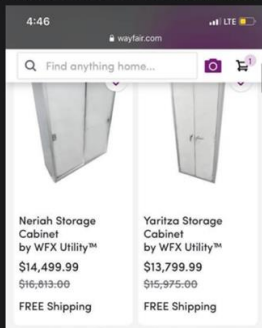 4:46
LTE
wayfair.com
Find anything home...
1
Neriah Storage
Cabinet
by WFX Utility™
$14,499.99
$16,813.00
FREE Shipping
Yaritza Storage
Cabinet
by WFX Utility™
$13,799.99
$15,975.00
FREE Shipping